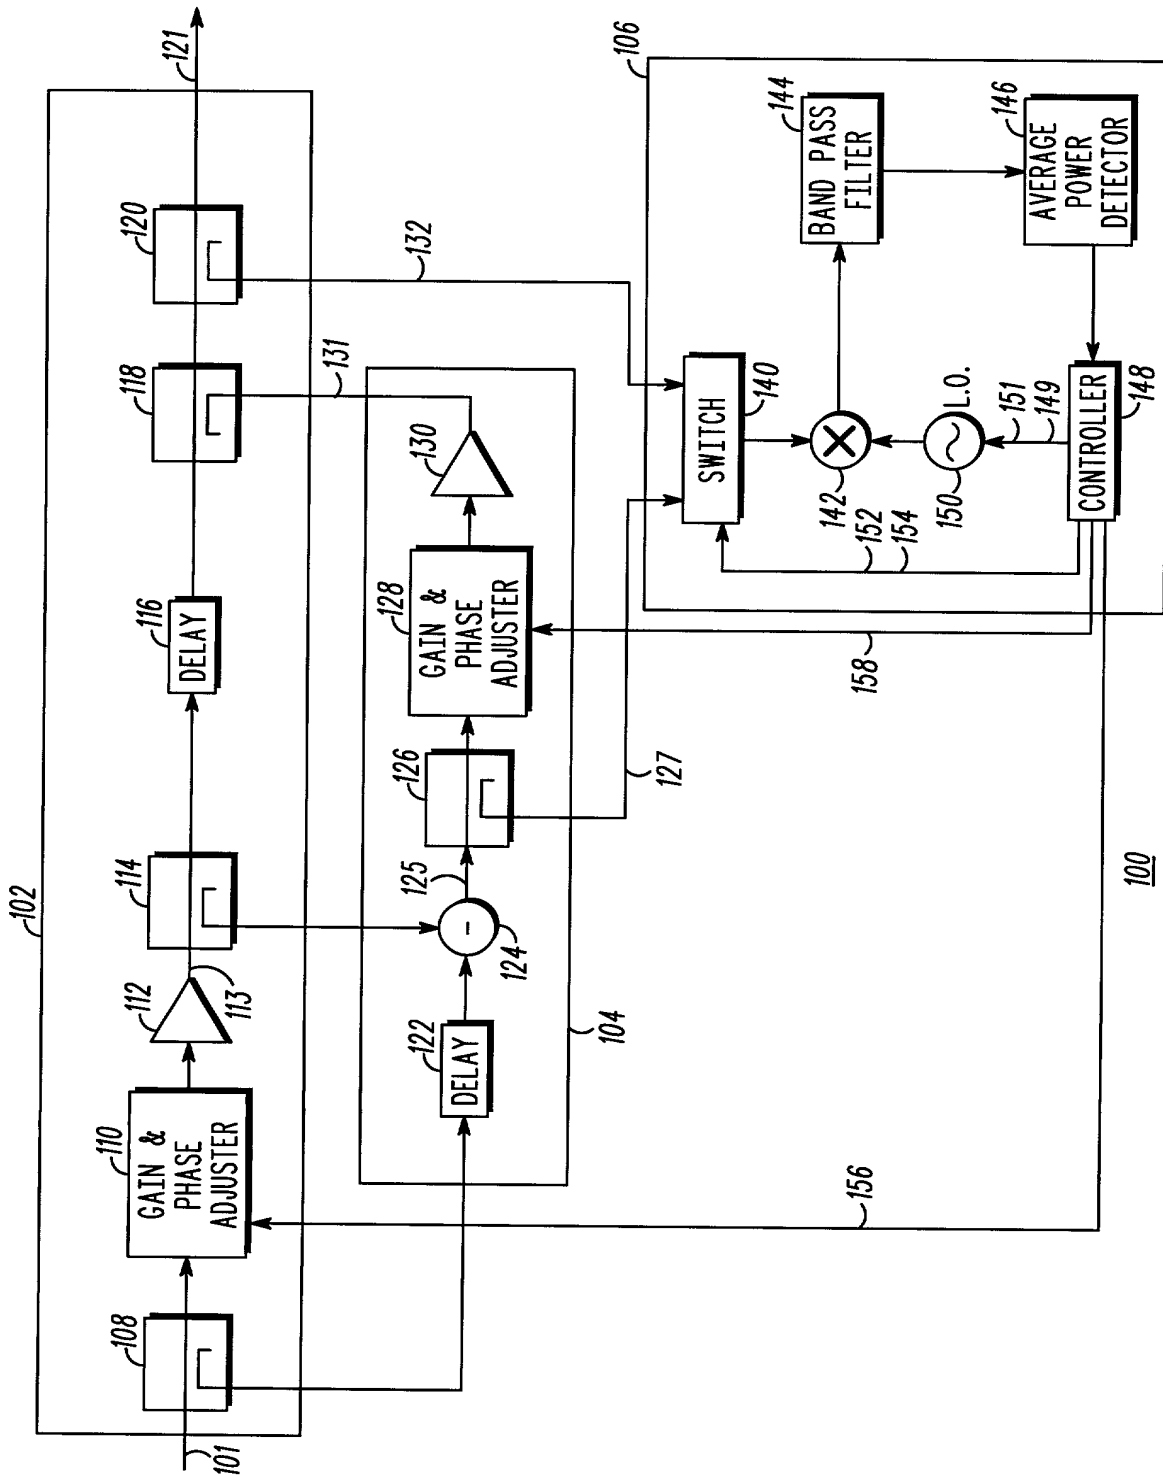 102
108
110
112
114
116
118
120
121
GAIN &
PHASE
ADJUSTER
DELAY
101
113
131
132
122
124
125
126
128
130
DELAY
-
GAIN &
PHASE
ADJUSTER
104
106
127
SWITCH
140
144
BAND PASS
FILTER
142
152
154
L.O.
150
151
149
146
AVERAGE
POWER
DETECTOR
CONTROLLER
148
156
158
100